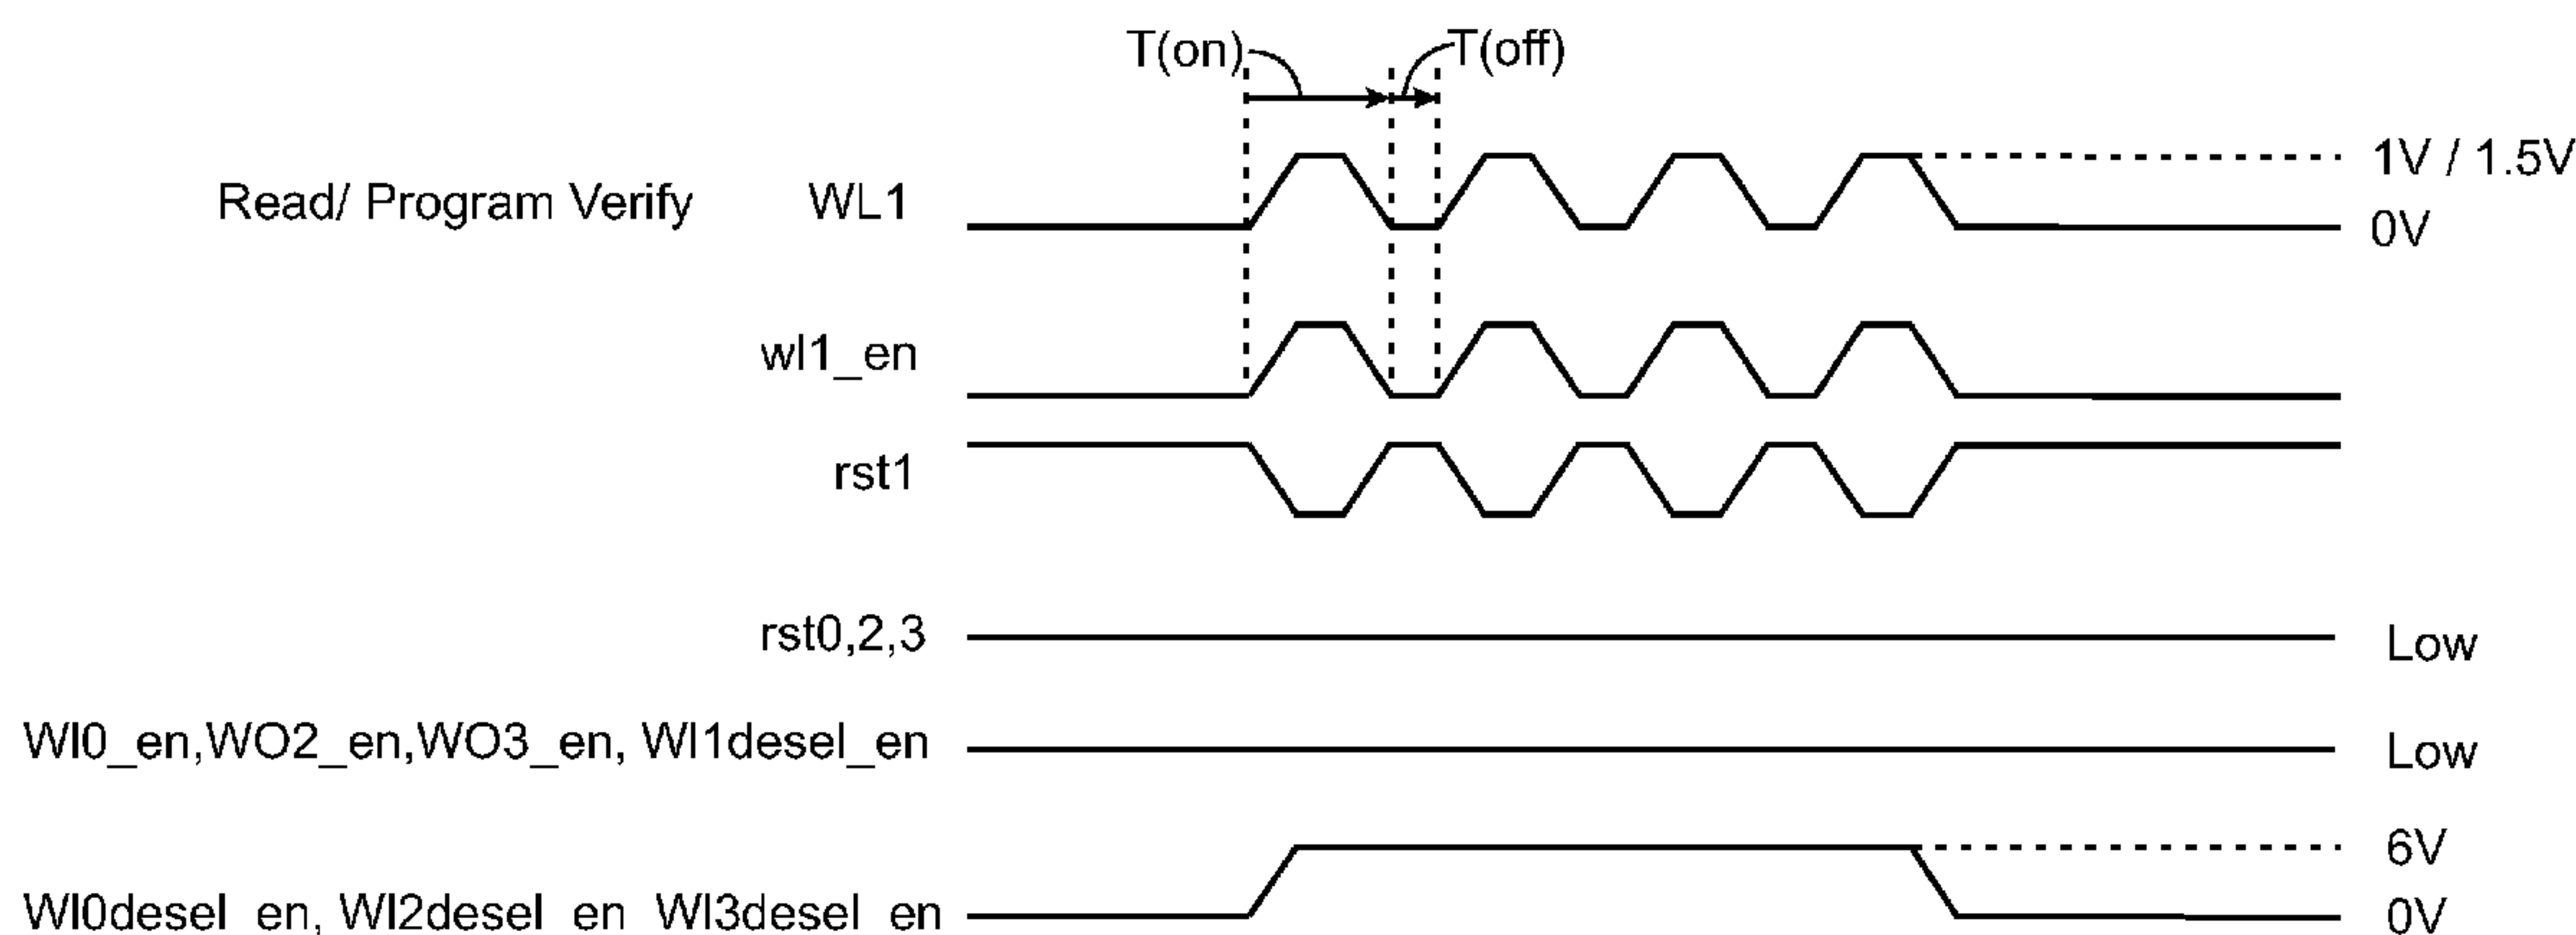 T(on) T(off)
Read/ Program Verify WL1 1V / 1.5V
0V
wl1_en
rst1
rst0,2,3 Low
Wl0_en,WO2_en,WO3_en, Wl1desel_en Low
6V
Wl0desel_en, Wl2desel_en Wl3desel_en 0V